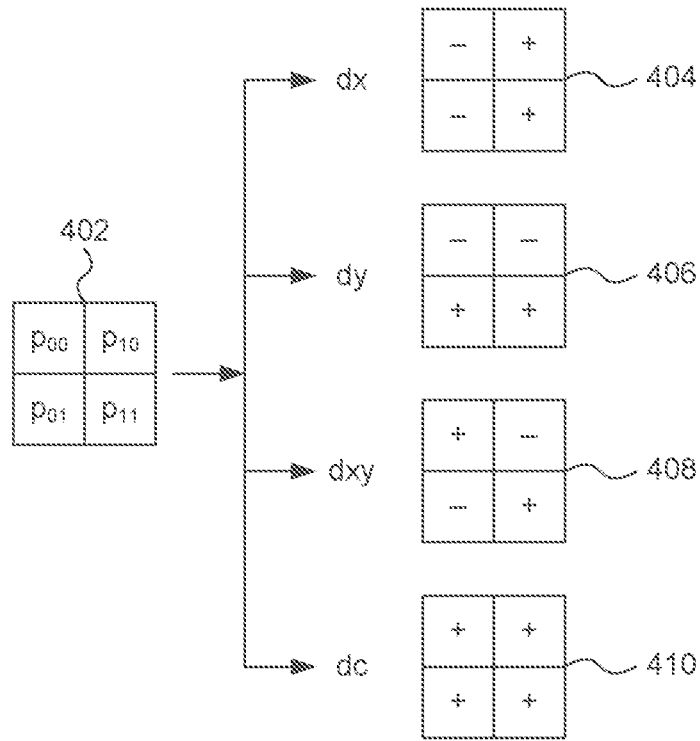 dx
− +
− +
404
402
dy
− −
+ +
406
p00 p10
p01 p11
dxy
+ −
− +
408
dc
+ +
+ +
410